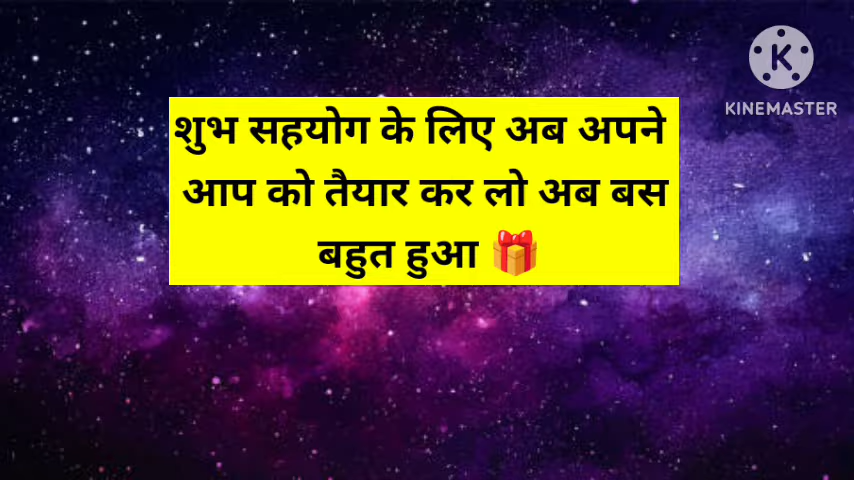 शुभ सहयोग के लिए अब अपने
आप को तैयार कर लो अब बस
बहुत हुआ 🎁
K
KINEMASTER